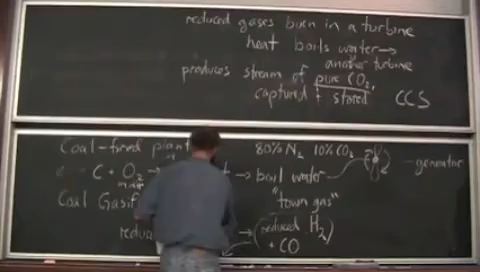 reduced gases burn in a turbine
heat boils water →
another turbine
produces stream of pure CO2,
captured + stored CCS
Coal-fired plant 80% N2 10% CO2
C + O2 → → boil water generator
Coal Gasif "town gas"
redu → (reduced H2)
+ CO